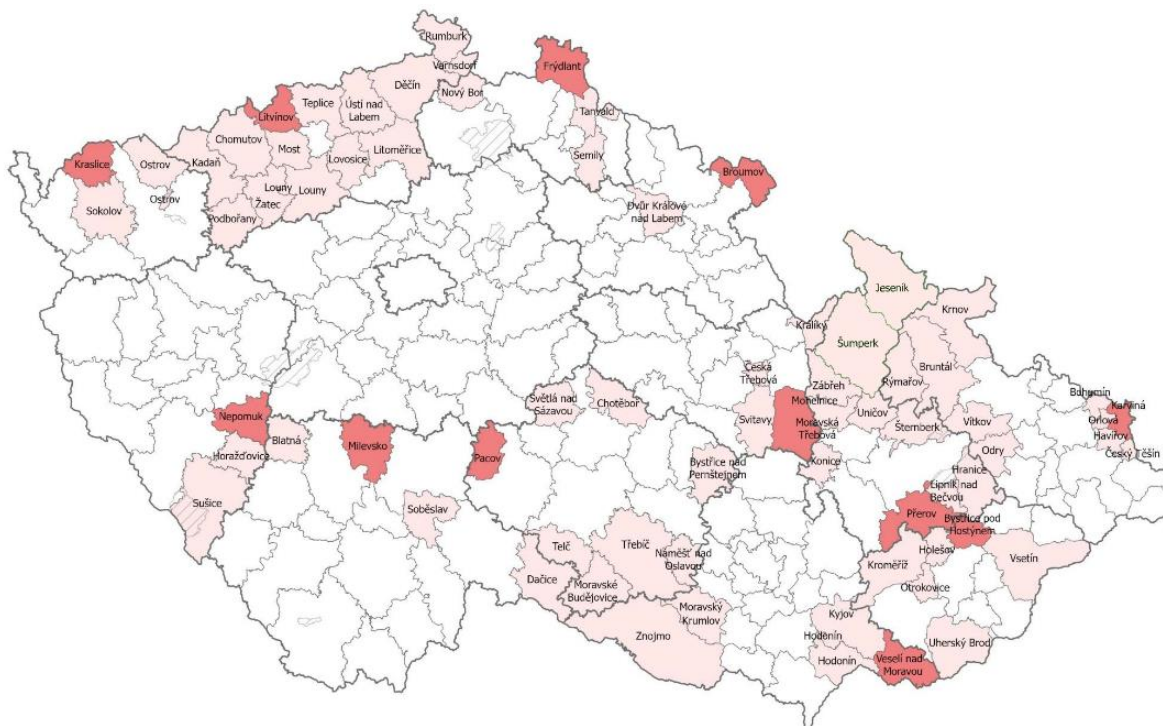 Rumburk
Varnsdorf
Děčín
Nový Bor
Frýdlant
Teplice
Ústí nad
Labem
Litvínov
Tanvald
Chomutov
Most
Litoměřice
Lovosice
Semily
Kraslice
Ostrov
Kadaň
Broumov
Ostrov
Louny
Louny
Žatec
Sokolov
Podbořany
Dvůr Králové
nad Labem
Jeseník
Krnov
Králíky
Šumperk
Bruntál
Rýmařov
Česká
Třebová
Zábřeh
Mohelnice
Světlá nad
Sázavou
Chotěboř
Bohumín
Karviná
Orlová
Havířov
Český Těšín
Nepomuk
Svitavy
Moravská
Třebová
Uničov
Šternberk
Vítkov
Blatná
Milevsko
Pacov
Horažďovice
Bystřice nad
Pernštejnem
Konice
Odry
Hranice
Lipník nad
Bečvou
Sušice
Soběslav
Přerov
Bystřice pod
Hostýnem
Telč
Třebíč
Náměšť nad
Oslavou
Holešov
Vsetín
Kroměříž
Dačice
Moravské
Budějovice
Otrokovice
Moravský
Krumlov
Kyjov
Znojmo
Hodonín
Uherský Brod
Hodonín
Veselí nad
Moravou